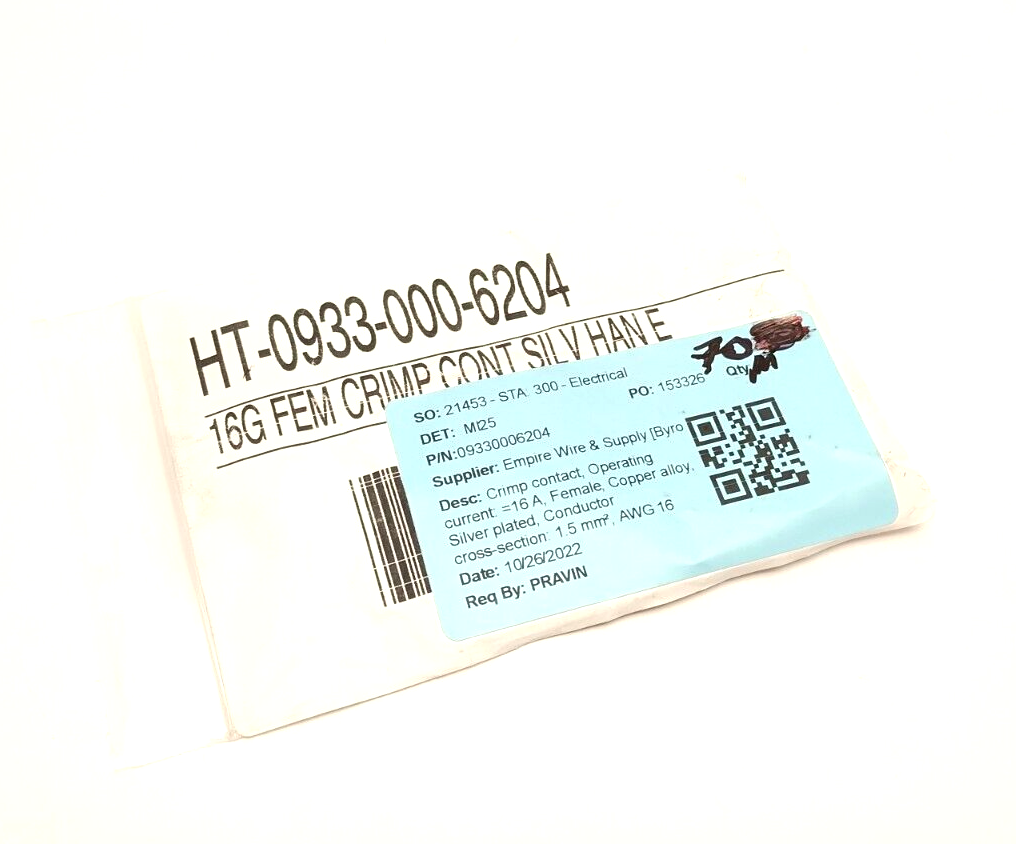 HT-0933-000-6204
16G FEM CRIMP CONT SILV HAN E
SO: 21453 - STA: 300 - Electrical
PO: 153326
70
Qty
DET: MI25
P/N:09330006204
Supplier: Empire Wire & Supply [Byro
Desc: Crimp contact, Operating
current: =16 A, Female, Copper alloy,
Silver plated, Conductor
cross-section: 1.5 mm², AWG 16
Date: 10/26/2022
Req By: PRAVIN